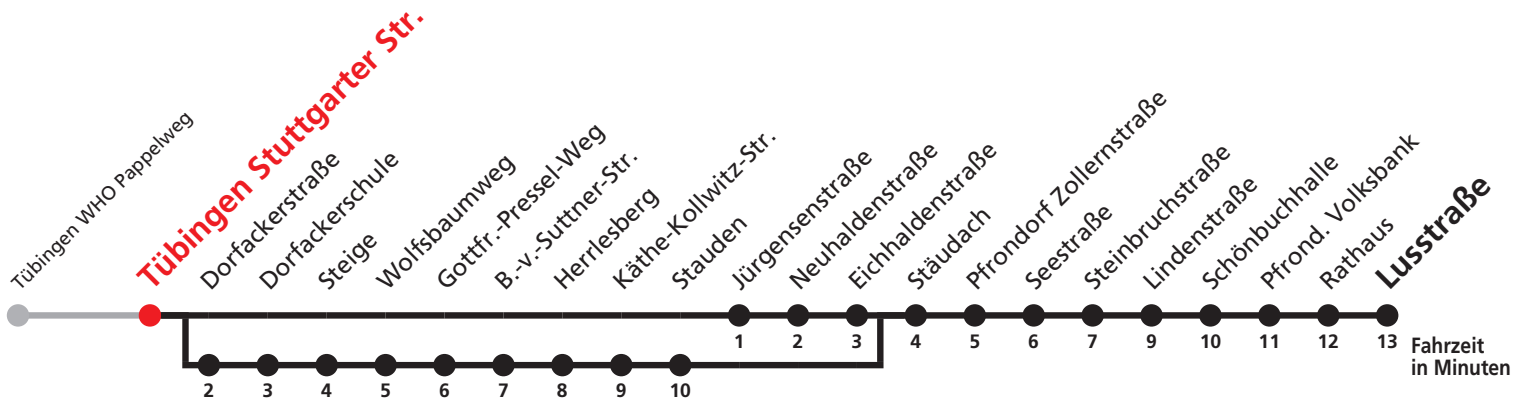 Tübingen WHO Pappelweg
Tübingen Stuttgarter Str.
Dorfackerstraße
Dorfackerschule
Steige
Wolfsbaumweg
Gottfr.-Pressel-Weg
B.-v.-Suttner-Str.
Herrlesberg
Käthe-Kollwitz-Str.
Stauden
Jürgensenstraße
Neuhaldenstraße
Eichhaldenstraße
Stäudach
Pfrondorf Zollernstraße
Seestraße
Steinbruchstraße
Lindenstraße
Schönbuchhalle
Pfrond. Volksbank
Rathaus
Lusstraße
1 2 3 4 5 6 7 9 10 11 12 13
Fahrzeit
in Minuten
2 3 4 5 6 7 8 9 10